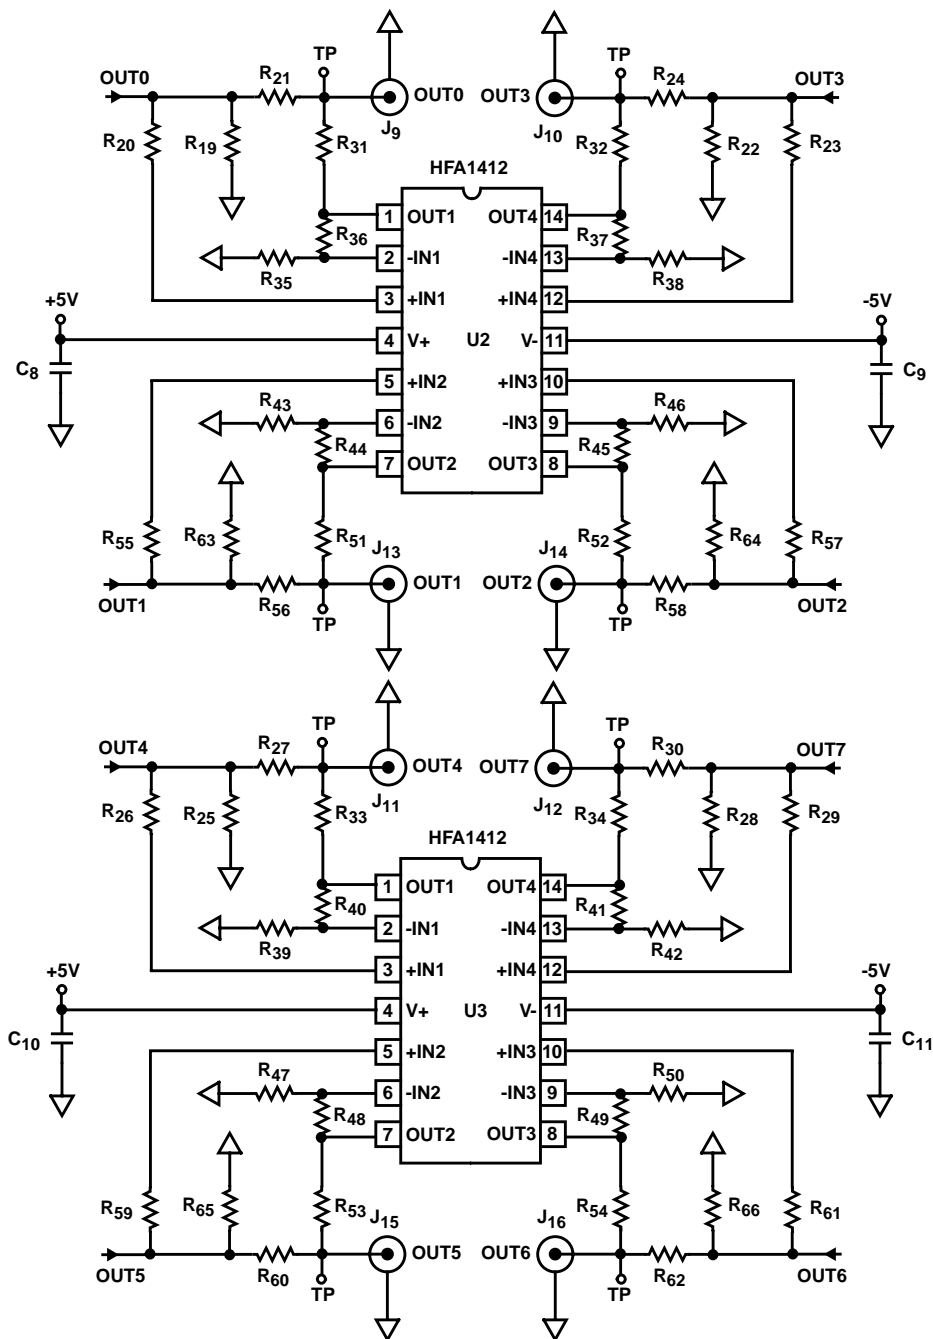 TP TP
OUT0 R21 OUT0 OUT3 R24 OUT3
J9 J10
R20 R19 R31 R32 R22 R23
HFA1412
1 OUT1 OUT4 14
R36 R37
2 -IN1 -IN4 13
R35 R38
3 +IN1 +IN4 12
+5V -5V
4 V+ U2 V- 11
C8 C9
5 +IN2 +IN3 10
R43 R46
6 -IN2 -IN3 9
R44 R45
7 OUT2 OUT3 8
R55 R63 R51 R52 R64 R57
J13 J14
OUT1 OUT2
OUT1 R56 R58 OUT2
TP TP
TP TP
OUT4 R27 OUT4 OUT7 R30 OUT7
J11 J12
R26 R25 R33 R34 R28 R29
HFA1412
1 OUT1 OUT4 14
R40 R41
2 -IN1 -IN4 13
R39 R42
3 +IN1 +IN4 12
+5V -5V
4 V+ U3 V- 11
C10 C11
5 +IN2 +IN3 10
R47 R50
6 -IN2 -IN3 9
R48 R49
7 OUT2 OUT3 8
R59 R65 R53 R54 R66 R61
J15 J16
OUT5 OUT6
OUT5 R60 R62 OUT6
TP TP